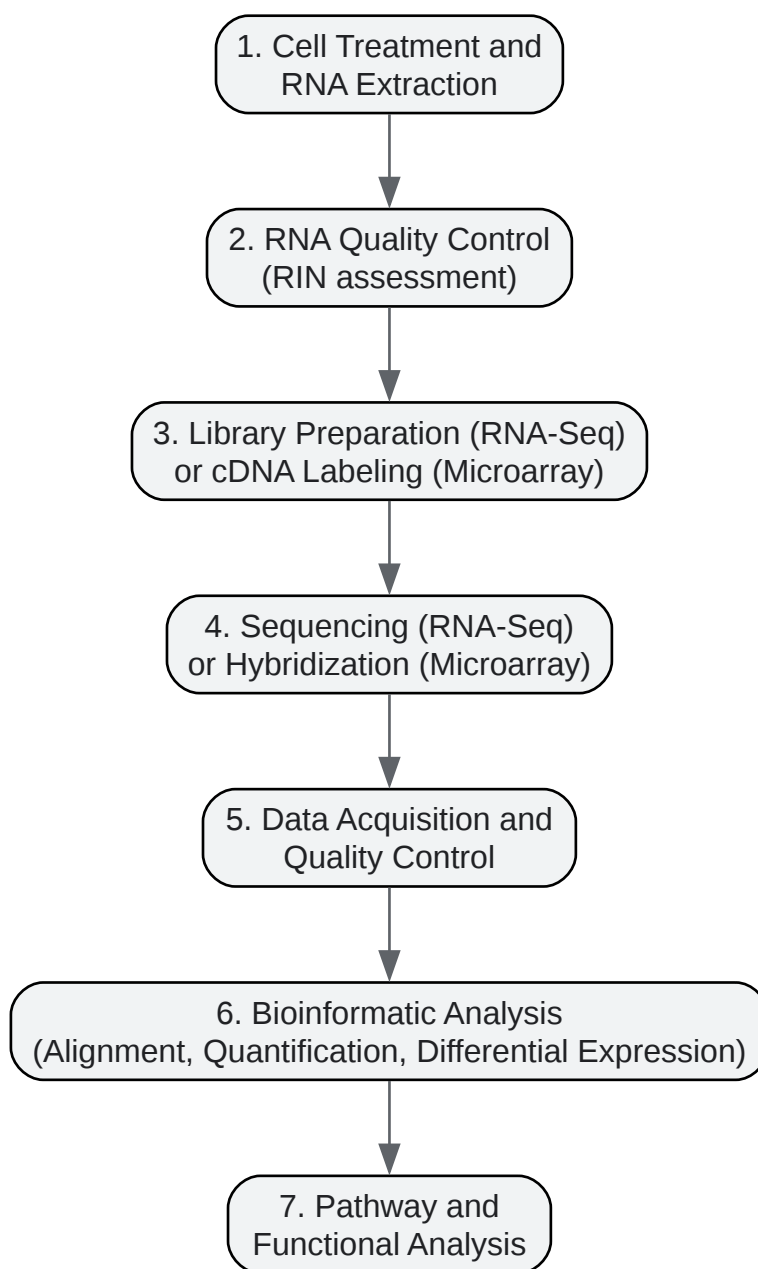 1. Cell Treatment and
RNA Extraction
2. RNA Quality Control
(RIN assessment)
3. Library Preparation (RNA-Seq)
or cDNA Labeling (Microarray)
4. Sequencing (RNA-Seq)
or Hybridization (Microarray)
5. Data Acquisition and
Quality Control
6. Bioinformatic Analysis
(Alignment, Quantification, Differential Expression)
7. Pathway and
Functional Analysis